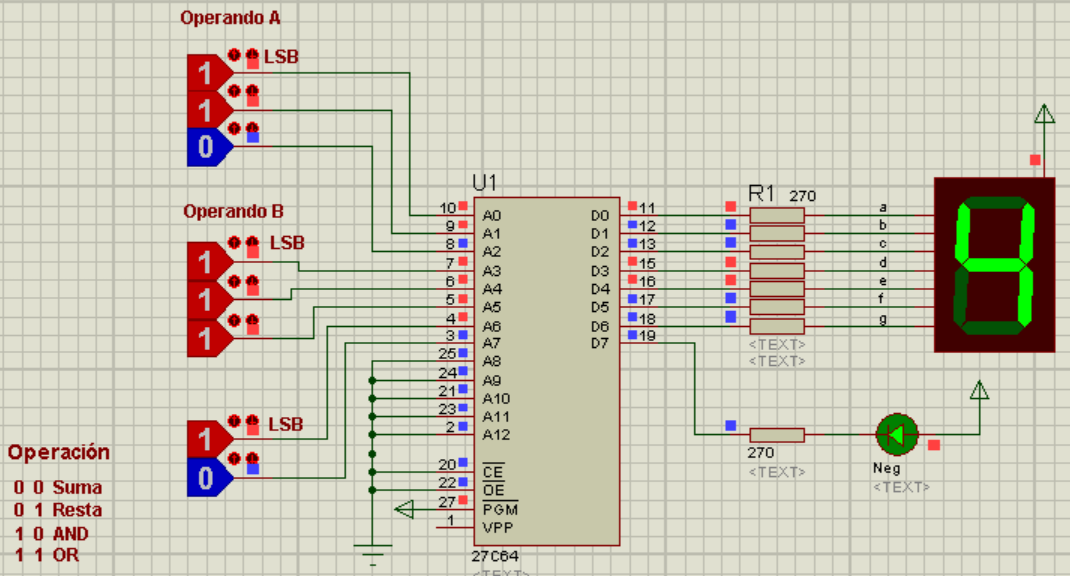 Operando A
LSB
1
1
0
Operando B
LSB
1
1
1
LSB
1
0
Operación
0 0 Suma
0 1 Resta
1 0 AND
1 1 OR
U1
10 A0
9 A1
8 A2
7 A3
6 A4
5 A5
4 A6
3 A7
25 A8
24 A9
21 A10
23 A11
2 A12
20 CE
22 OE
27 PGM
1 VPP
D0 11
D1 12
D2 13
D3 15
D4 16
D5 17
D6 18
D7 19
27C64
<TEXT>
R1 270
a
b
c
d
e
f
g
<TEXT>
<TEXT>
270
<TEXT>
Neg
<TEXT>
4